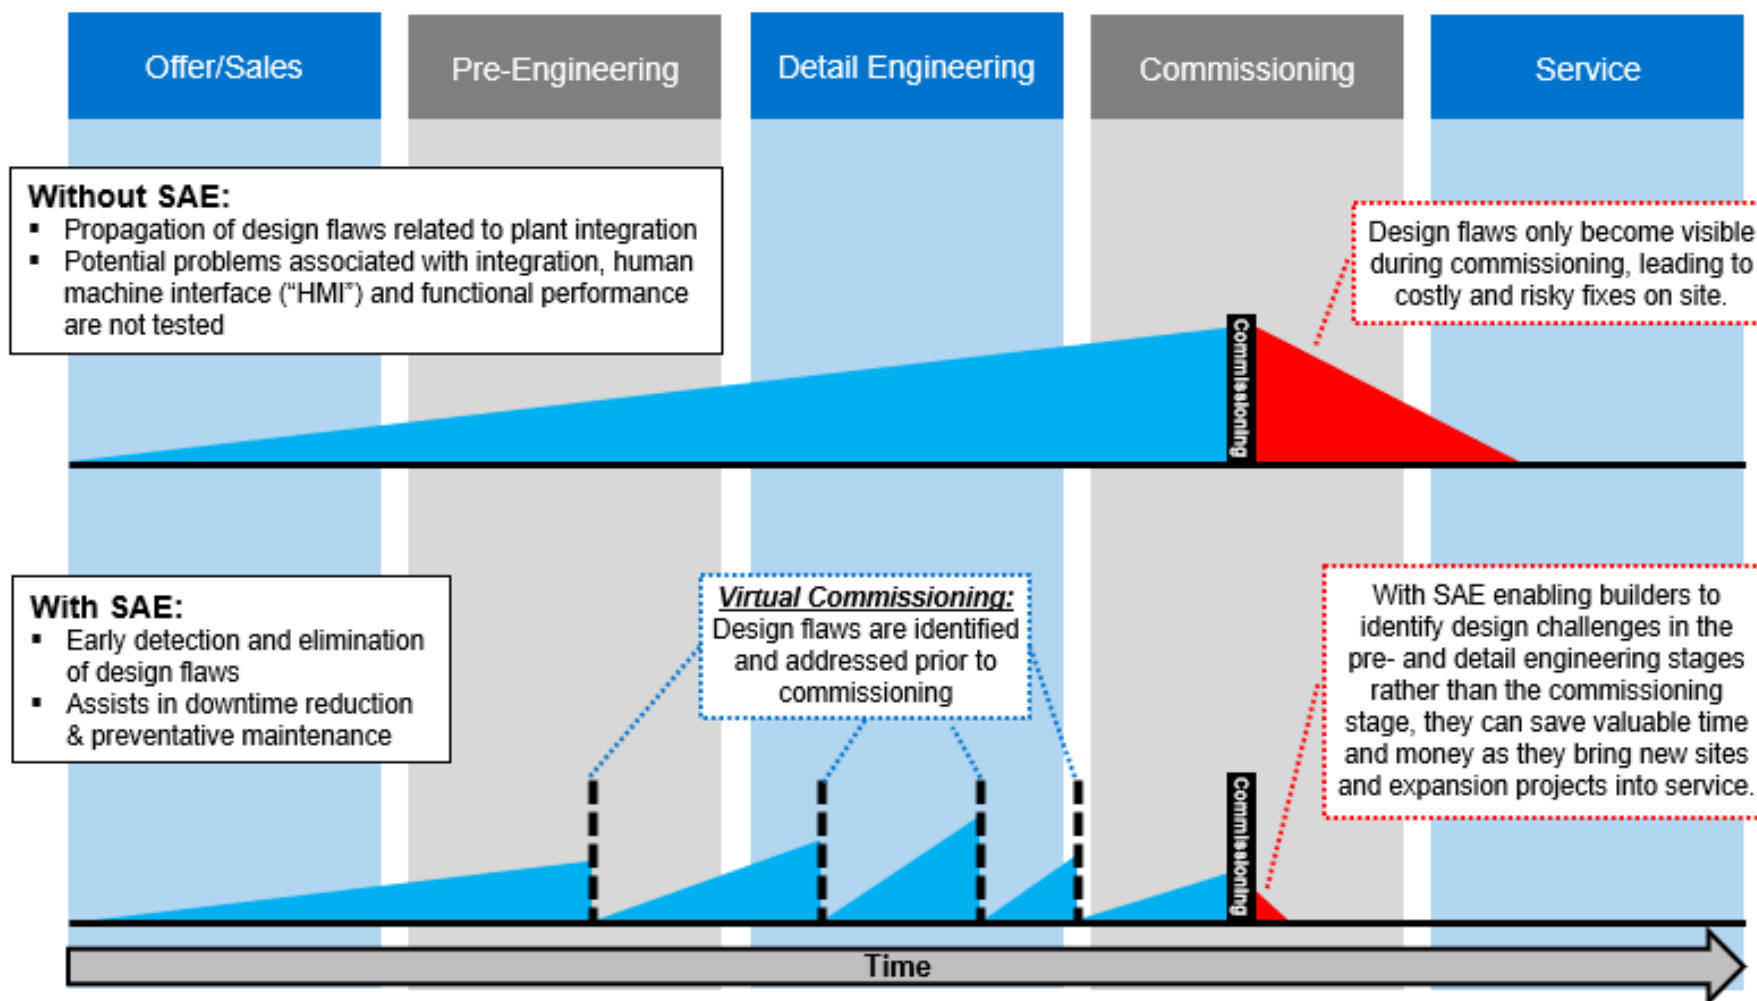 Offer/Sales
Pre-Engineering
Detail Engineering
Commissioning
Service
Without SAE:
▪ Propagation of design flaws related to plant integration
▪ Potential problems associated with integration, human
machine interface (“HMI”) and functional performance
are not tested
Design flaws only become visible
during commissioning, leading to
costly and risky fixes on site.
Commissioning
With SAE:
▪ Early detection and elimination
of design flaws
▪ Assists in downtime reduction
& preventative maintenance
Virtual Commissioning:
Design flaws are identified
and addressed prior to
commissioning
With SAE enabling builders to
identify design challenges in the
pre- and detail engineering stages
rather than the commissioning
stage, they can save valuable time
and money as they bring new sites
and expansion projects into service.
Commissioning
Time